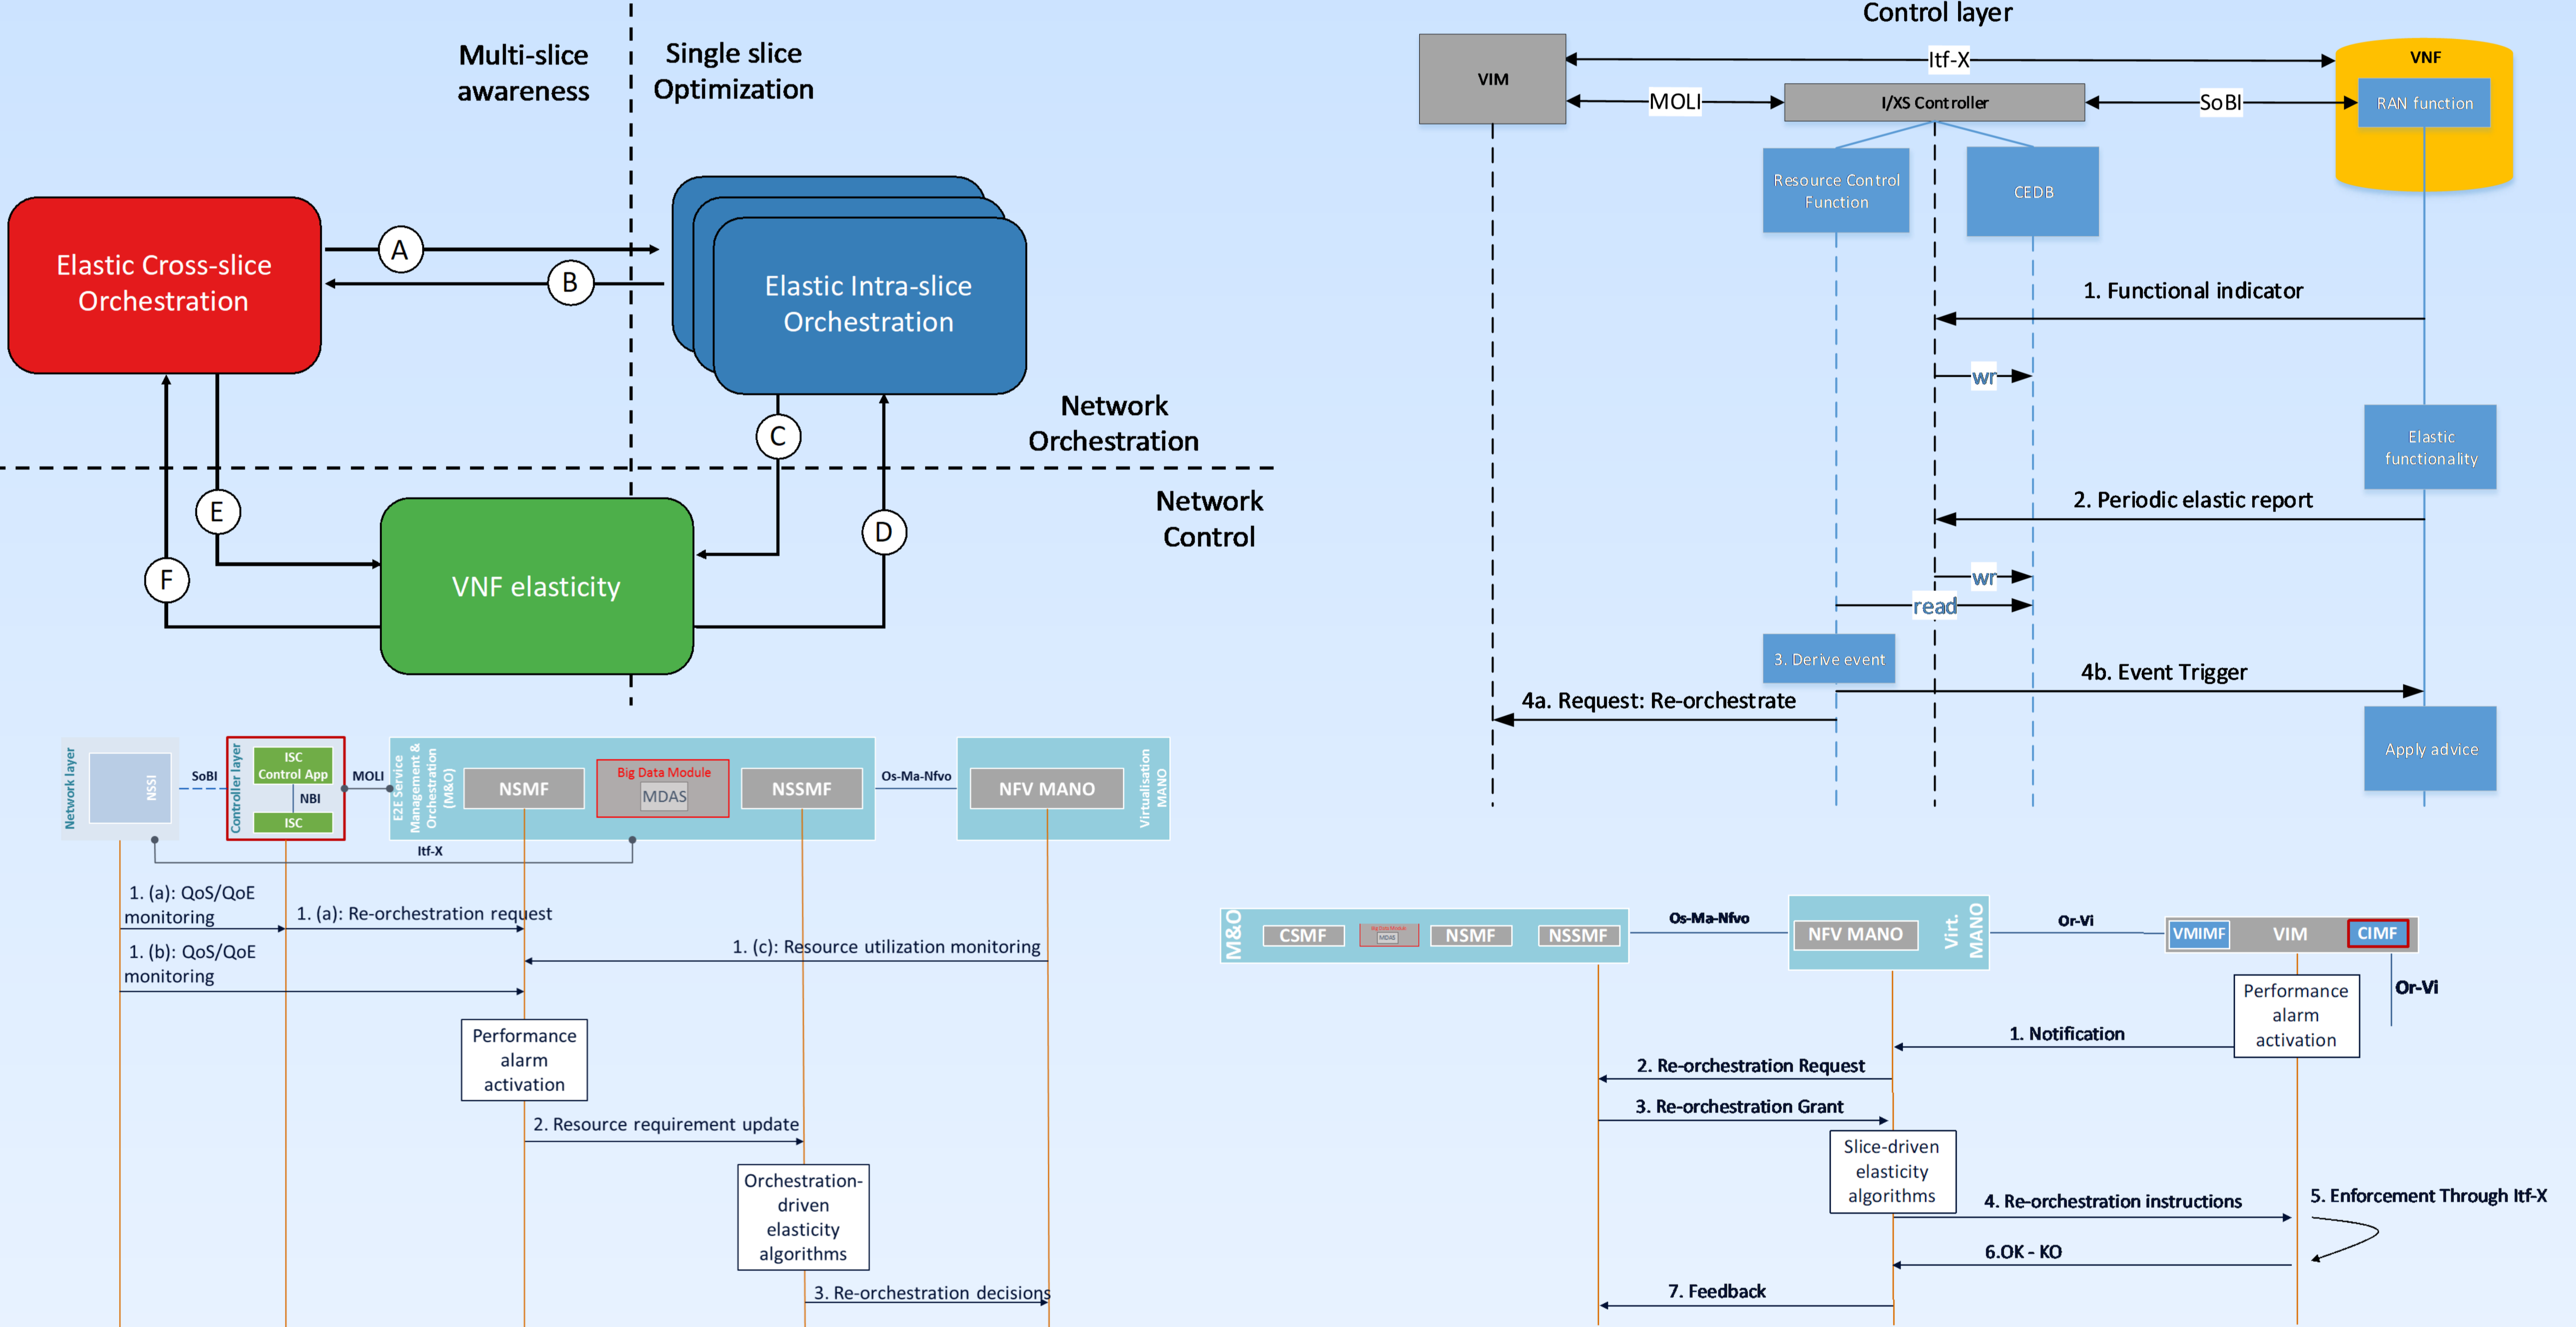 Multi-slice
awareness
Single slice
Optimization
Elastic Cross-slice
Orchestration
A
B
Elastic Intra-slice
Orchestration
Network
Orchestration
C
Network
Control
E
D
F
VNF elasticity
Control layer
VIM
Itf-X
VNF
MOLI
I/XS Controller
SoBI
RAN function
Resource Control
Function
CEDB
1. Functional indicator
wr
Elastic
functionality
2. Periodic elastic report
wr
read
3. Derive event
4b. Event Trigger
4a. Request: Re-orchestrate
Apply advice
Network layer
NSSI
SoBI
Controller layer
ISC
Control App
NBI
ISC
MOLI
E2E Service
Management &
Orchestration
(M&O)
NSMF
Big Data Module
MDAS
NSSMF
Os-Ma-Nfvo
NFV MANO
Virtualisation
MANO
Itf-X
1. (a): QoS/QoE
monitoring
1. (a): Re-orchestration request
1. (b): QoS/QoE
monitoring
1. (c): Resource utilization monitoring
Performance
alarm
activation
2. Resource requirement update
Orchestration-
driven
elasticity
algorithms
3. Re-orchestration decisions
M&O
CSMF
Big Data Module
MDAS
NSMF
NSSMF
Os-Ma-Nfvo
NFV MANO
Virt.
MANO
Or-Vi
VMIMF
VIM
CIMF
Or-Vi
Performance
alarm
activation
1. Notification
2. Re-orchestration Request
3. Re-orchestration Grant
Slice-driven
elasticity
algorithms
4. Re-orchestration instructions
5. Enforcement Through Itf-X
6.OK - KO
7. Feedback